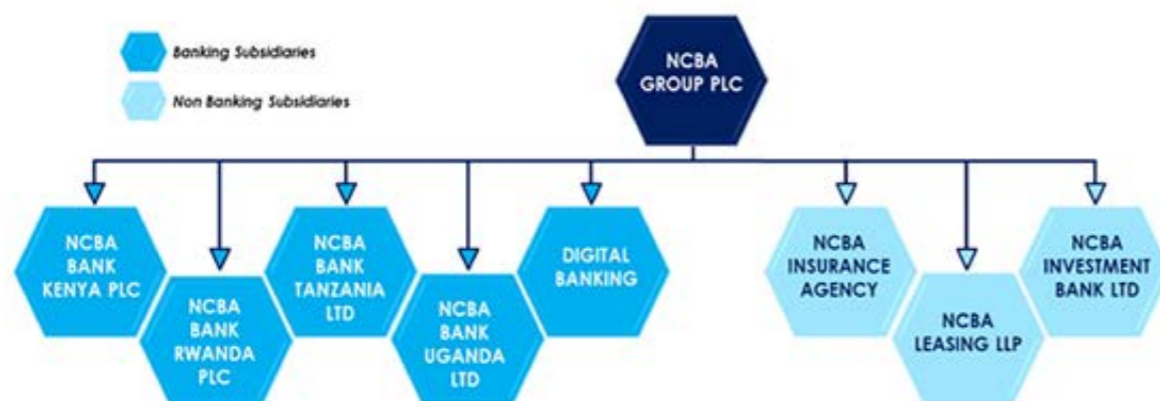 Banking Subsidiaries
Non Banking Subsidiaries
NCBA
GROUP PLC
NCBA
BANK
KENYA PLC
NCBA
BANK
RWANDA
PLC
NCBA
BANK
TANZANIA
LTD
NCBA
BANK
UGANDA
LTD
DIGITAL
BANKING
NCBA
INSURANCE
AGENCY
NCBA
LEASING LLP
NCBA
INVESTMENT
BANK LTD